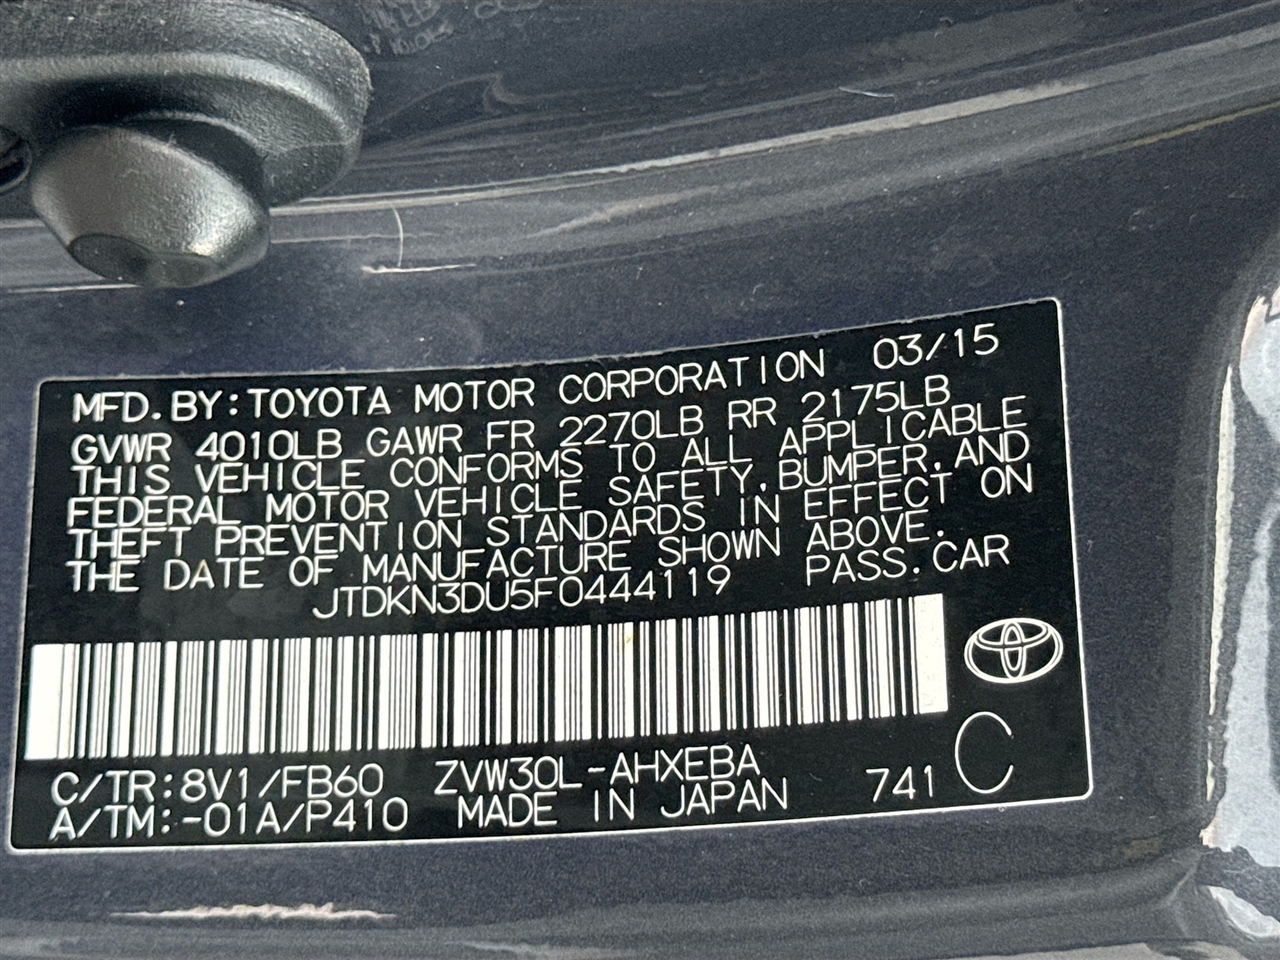 MFD. BY: TOYOTA MOTOR CORPORATION 03/15
GVWR 4010LB GAWR FR 2270LB RR 2175LB
THIS VEHICLE CONFORMS TO ALL APPLICABLE
FEDERAL MOTOR VEHICLE SAFETY, BUMPER, AND
THEFT PREVENTION STANDARDS IN EFFECT ON
THE DATE OF MANUFACTURE SHOWN ABOVE.
JTDKN3DU5F0444119 PASS. CAR
C/TR:8V1/FB60 ZVW30L-AHXEBA
A/TM:-01A/P410 MADE IN JAPAN 741 C